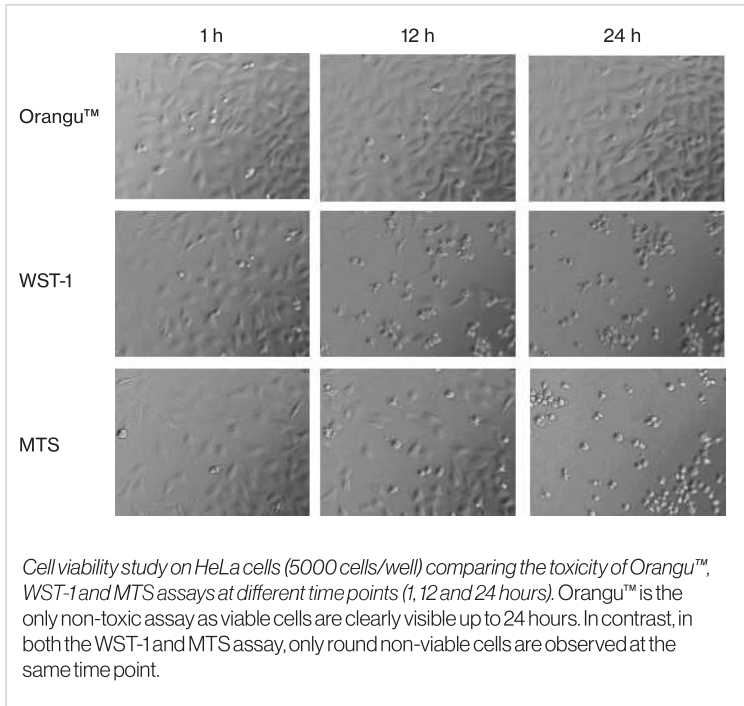 1 h 12 h 24 h
Orangu™
WST-1
MTS
Cell viability study on HeLa cells (5000 cells/well) comparing the toxicity of Orangu™,
WST-1 and MTS assays at different time points (1, 12 and 24 hours). Orangu™ is the
only non-toxic assay as viable cells are clearly visible up to 24 hours. In contrast, in
both the WST-1 and MTS assay, only round non-viable cells are observed at the
same time point.